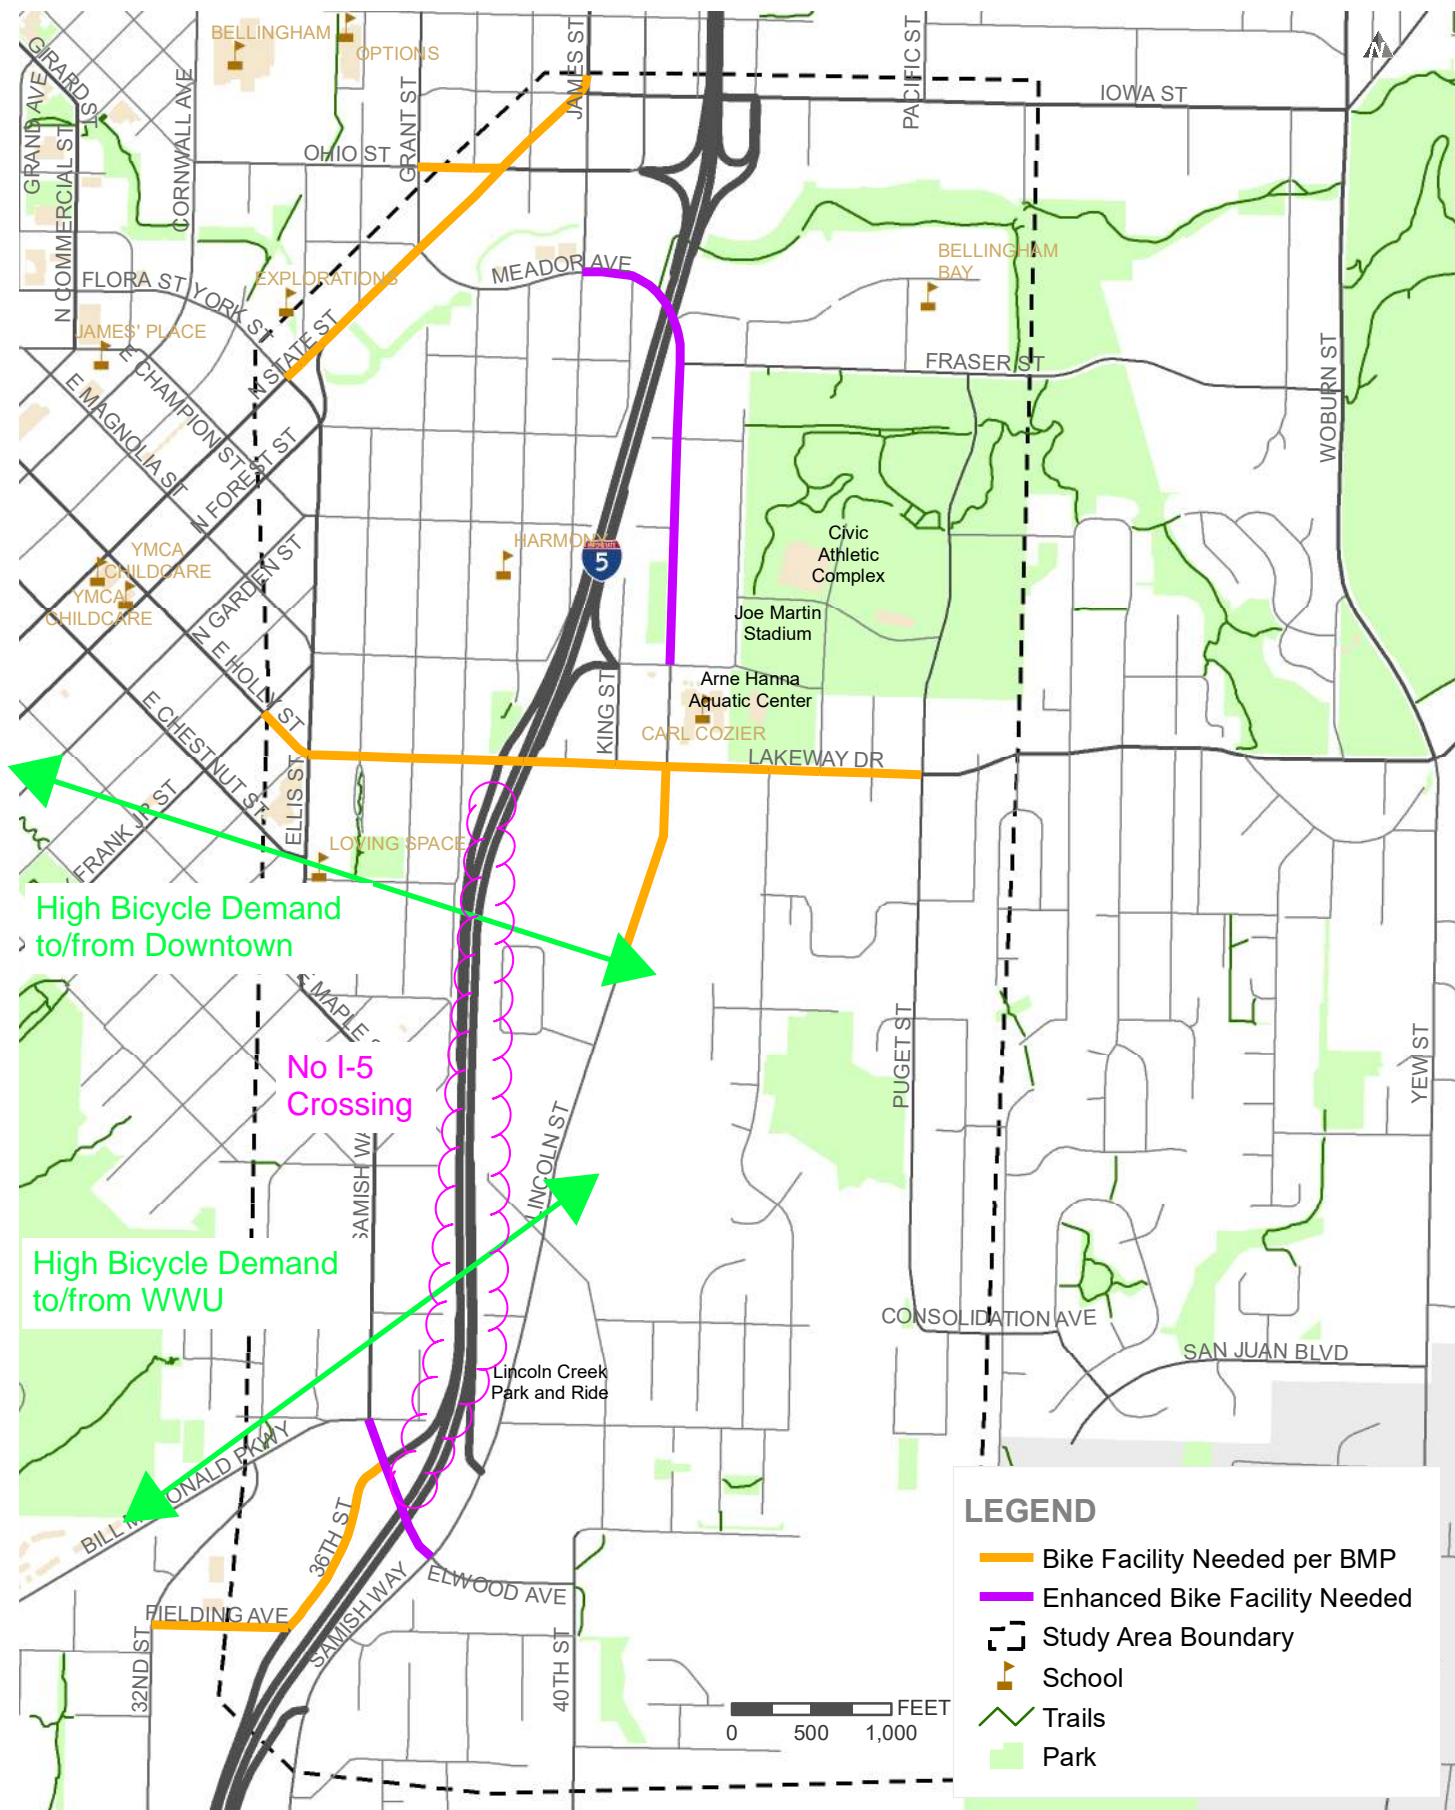 BELLINGHAM
OPTIONS
GIRARD ST
GRAND AVE
N COMMERCIAL ST
CORNWALL AVE
GRANT ST
JAMES ST
PACIFIC ST
N
IOWA ST
OHIO ST
MEADOR AVE
BELLINGHAM
BAY
FLORA ST
YORK ST
EXPLORATIONS
JAMES' PLACE
N STATE ST
E CHAMPION ST
E MAGNOLIA ST
N FOREST ST
FRASER ST
WOBURN ST
YMCA
CHILDCARE
YMCA
CHILDCARE
HARMONY
5
Civic
Athletic
Complex
N GARDEN ST
E HOLLY ST
Joe Martin
Stadium
Arne Hanna
Aquatic Center
KING ST
CARL COZIER
LAKEWAY DR
E CHESTNUT ST
ELLIS ST
FRANK JR ST
LOVING SPACE
High Bicycle Demand
to/from Downtown
E MAPLE
No I-5
Crossing
PUGET ST
YEW ST
LINCOLN ST
SAMISH WA
High Bicycle Demand
to/from WWU
CONSOLIDATION AVE
SAN JUAN BLVD
Lincoln Creek
Park and Ride
BILL M
ONALD PKWY
36TH ST
SAMISH WAY
ELWOOD AVE
FIELDING AVE
32ND ST
40TH ST
FEET
0 500 1,000
LEGEND
Bike Facility Needed per BMP
Enhanced Bike Facility Needed
Study Area Boundary
School
Trails
Park